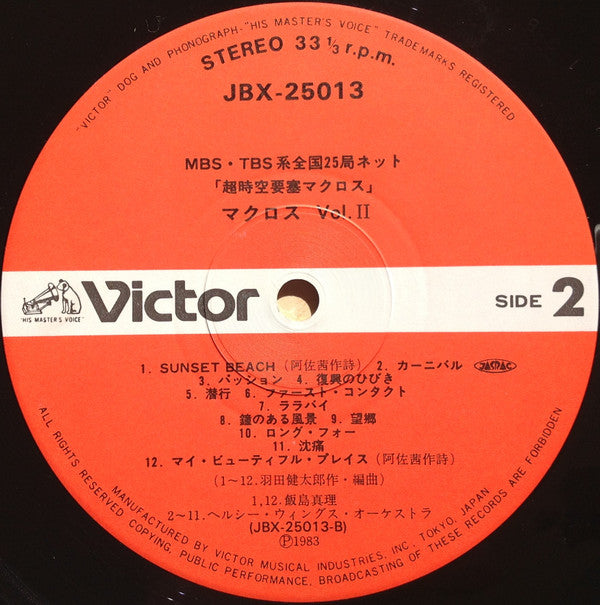 "VICTOR" DOG AND PHONOGRAPH-"HIS MASTER'S VOICE" TRADEMARKS REGISTERED
STEREO 33 1/3 r.p.m.
JBX-25013
MBS・TBS系全国25局ネット
「超時空要塞マクロス」
マクロス Vol.II
"HIS MASTER'S VOICE"
Victor
SIDE 2
1. SUNSET BEACH (阿佐茜作詩) 2. カーニバル JASRAC
3. パッション 4.復興のひびき
5. 潜行 6. ファースト・コンタクト
7. ララバイ
8. 鐘のある風景 9.望郷
10. ロング・フォー
11. 沈痛
12. マイ・ビューティフル・プレイス (阿佐茜作詩)
(1~12.羽田健太郎作・編曲)
1,12.飯島真理
2~11.ヘルシー・ウィングス・オーケストラ
(JBX-25013-B)
Ⓟ1983
MANUFACTURED BY VICTOR MUSICAL INDUSTRIES, INC., TOKYO, JAPAN
ALL RIGHTS RESERVED COPYING, PUBLIC PERFORMANCE, BROADCASTING OF THESE RECORDS ARE FORBIDDEN